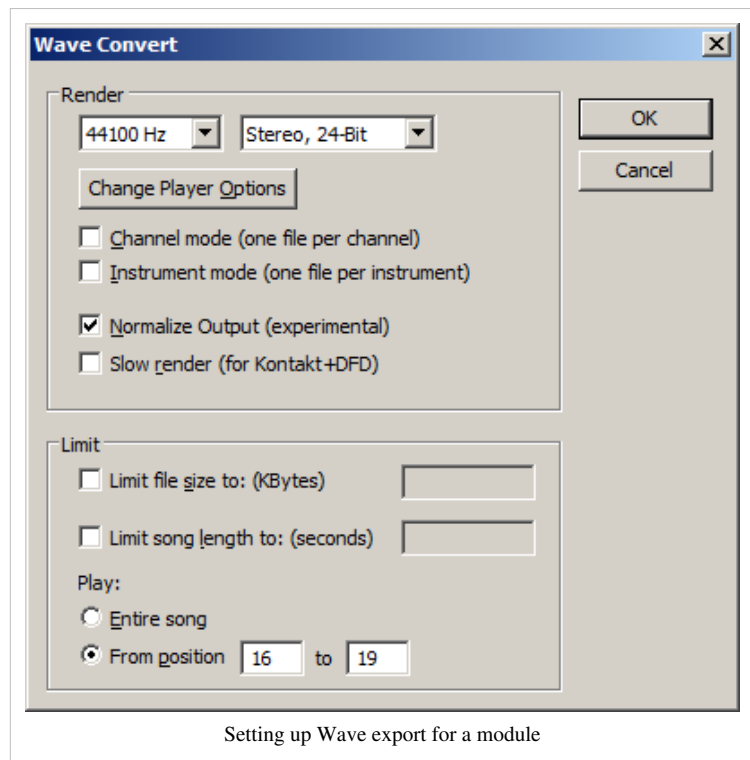 Wave Convert
Render
44100 Hz
Stereo, 24-Bit
OK
Cancel
Change Player Options
Channel mode (one file per channel)
Instrument mode (one file per instrument)
Normalize Output (experimental)
Slow render (for Kontakt+DFD)
Limit
Limit file size to: (KBytes)
Limit song length to: (seconds)
Play:
Entire song
From position 16 to 19
Setting up Wave export for a module